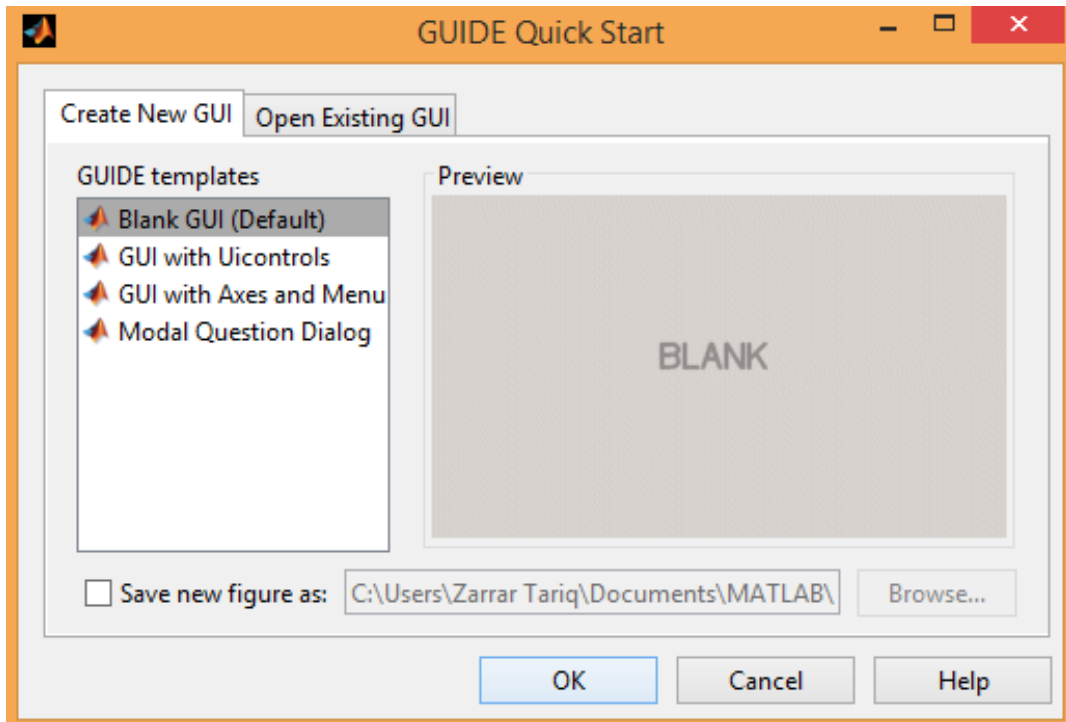 GUIDE Quick Start
Create New GUI
Open Existing GUI
GUIDE templates
Preview
Blank GUI (Default)
GUI with Uicontrols
GUI with Axes and Menu
Modal Question Dialog
BLANK
Save new figure as:
C:\Users\Zarrar Tariq\Documents\MATLAB\
Browse...
OK
Cancel
Help